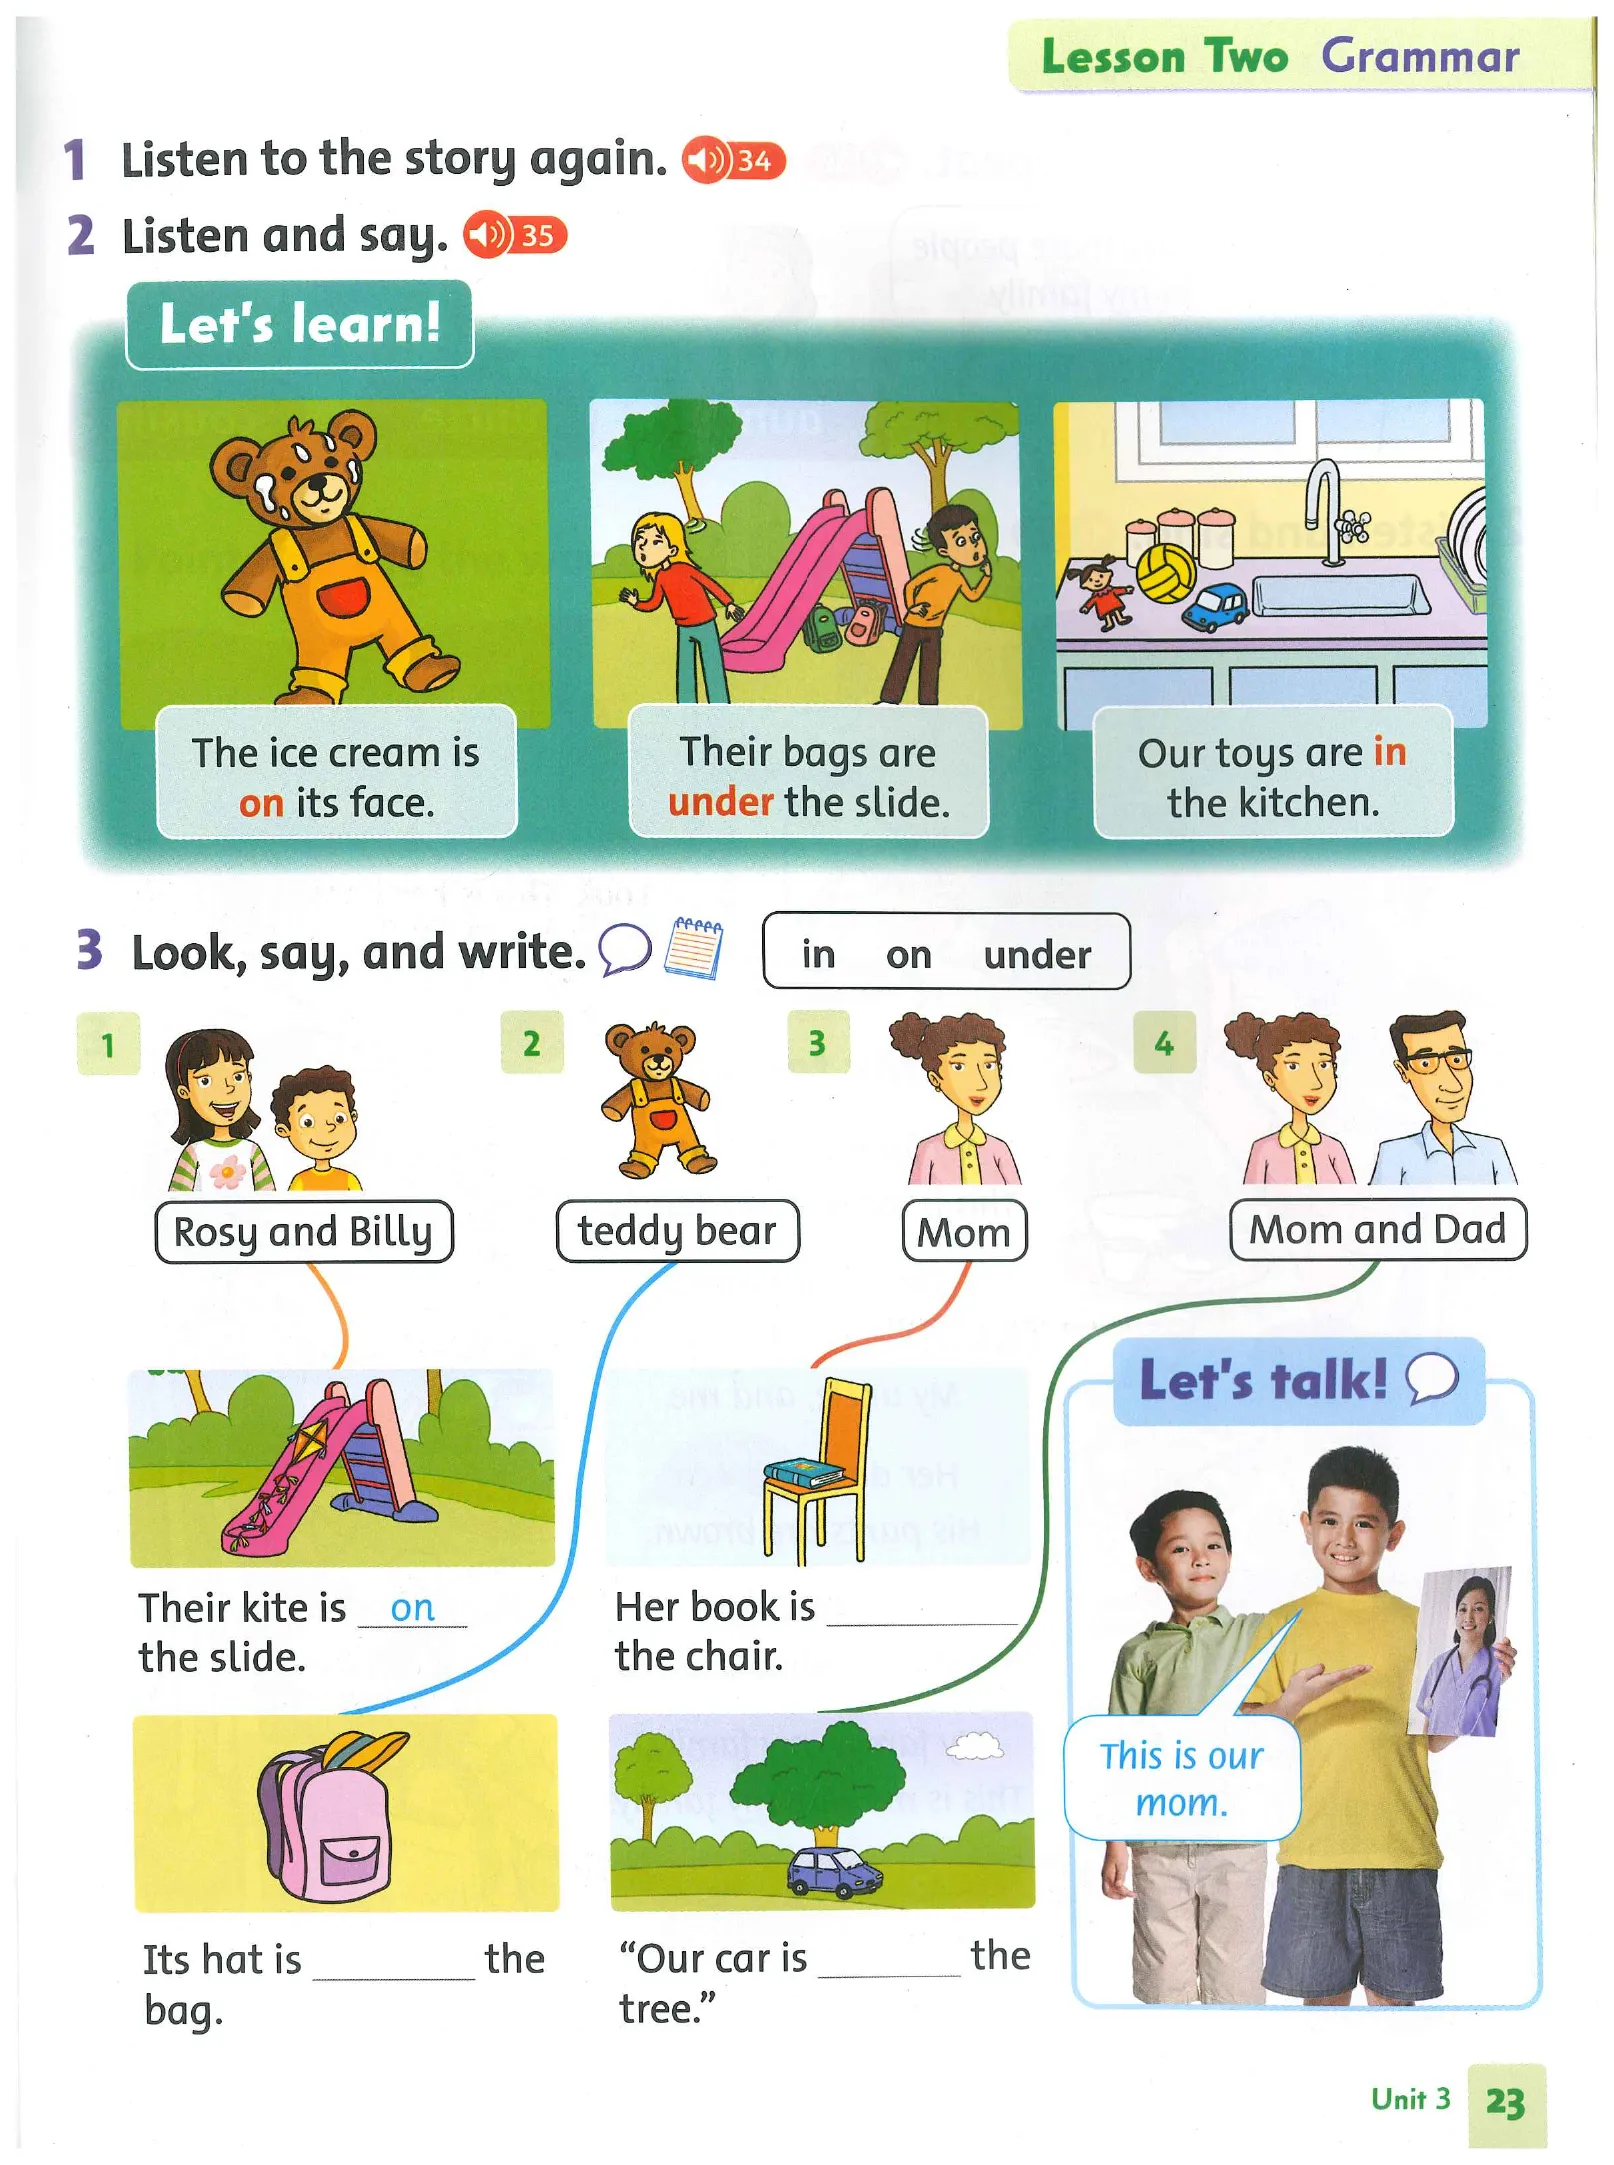 Lesson Two Grammar
1 Listen to the story again. 34
2 Listen and say. 35
Let's learn!
The ice cream is
on its face.
Their bags are
under the slide.
Our toys are in
the kitchen.
3 Look, say, and write.
in on under
1
2
3
4
Rosy and Billy
teddy bear
Mom
Mom and Dad
Their kite is on
the slide.
Her book is
the chair.
Its hat is the
bag.
“Our car is the
tree.”
Let's talk!
This is our
mom.
Unit 3 23